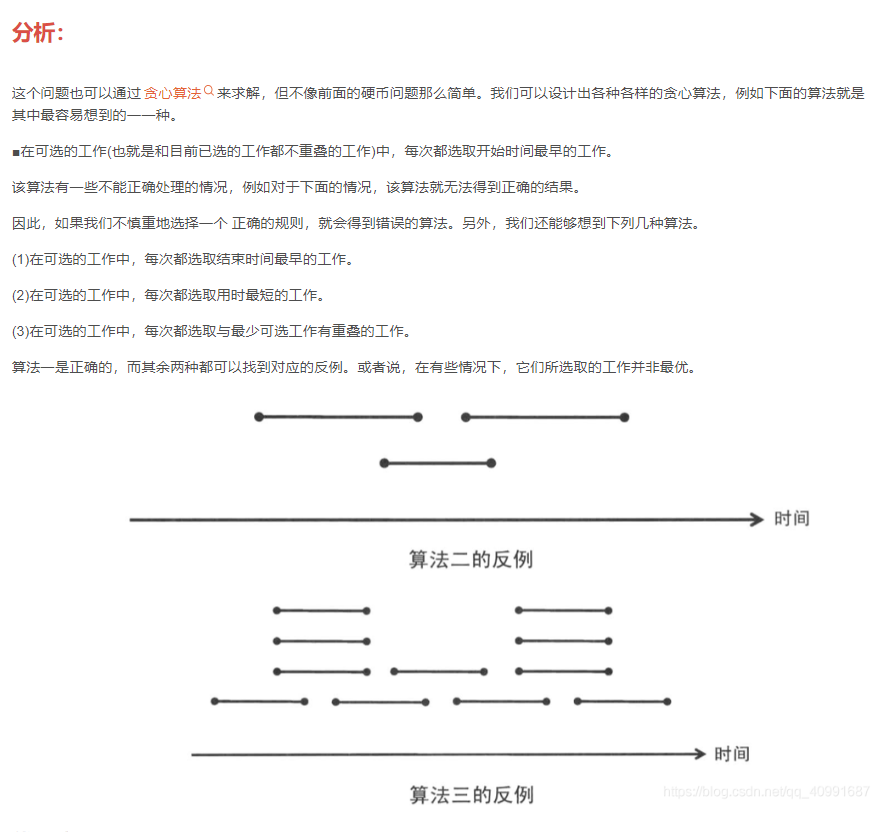 分析：
这个问题也可以通过 贪心算法 来求解，但不像前面的硬币问题那么简单。我们可以设计出各种各样的贪心算法，例如下面的算法就是
其中最容易想到的一一种。
■在可选的工作(也就是和目前已选的工作都不重叠的工作)中，每次都选取开始时间最早的工作。
该算法有一些不能正确处理的情况，例如对于下面的情况，该算法就无法得到正确的结果。
因此，如果我们不慎重地选择一个 正确的规则，就会得到错误的算法。另外，我们还能够想到下列几种算法。
(1)在可选的工作中，每次都选取结束时间最早的工作。
(2)在可选的工作中，每次都选取用时最短的工作。
(3)在可选的工作中，每次都选取与最少可选工作有重叠的工作。
算法一是正确的，而其余两种都可以找到对应的反例。或者说，在有些情况下，它们所选取的工作并非最优。
时间
算法二的反例
时间
算法三的反例
https://blog.csdn.net/qq_40991687